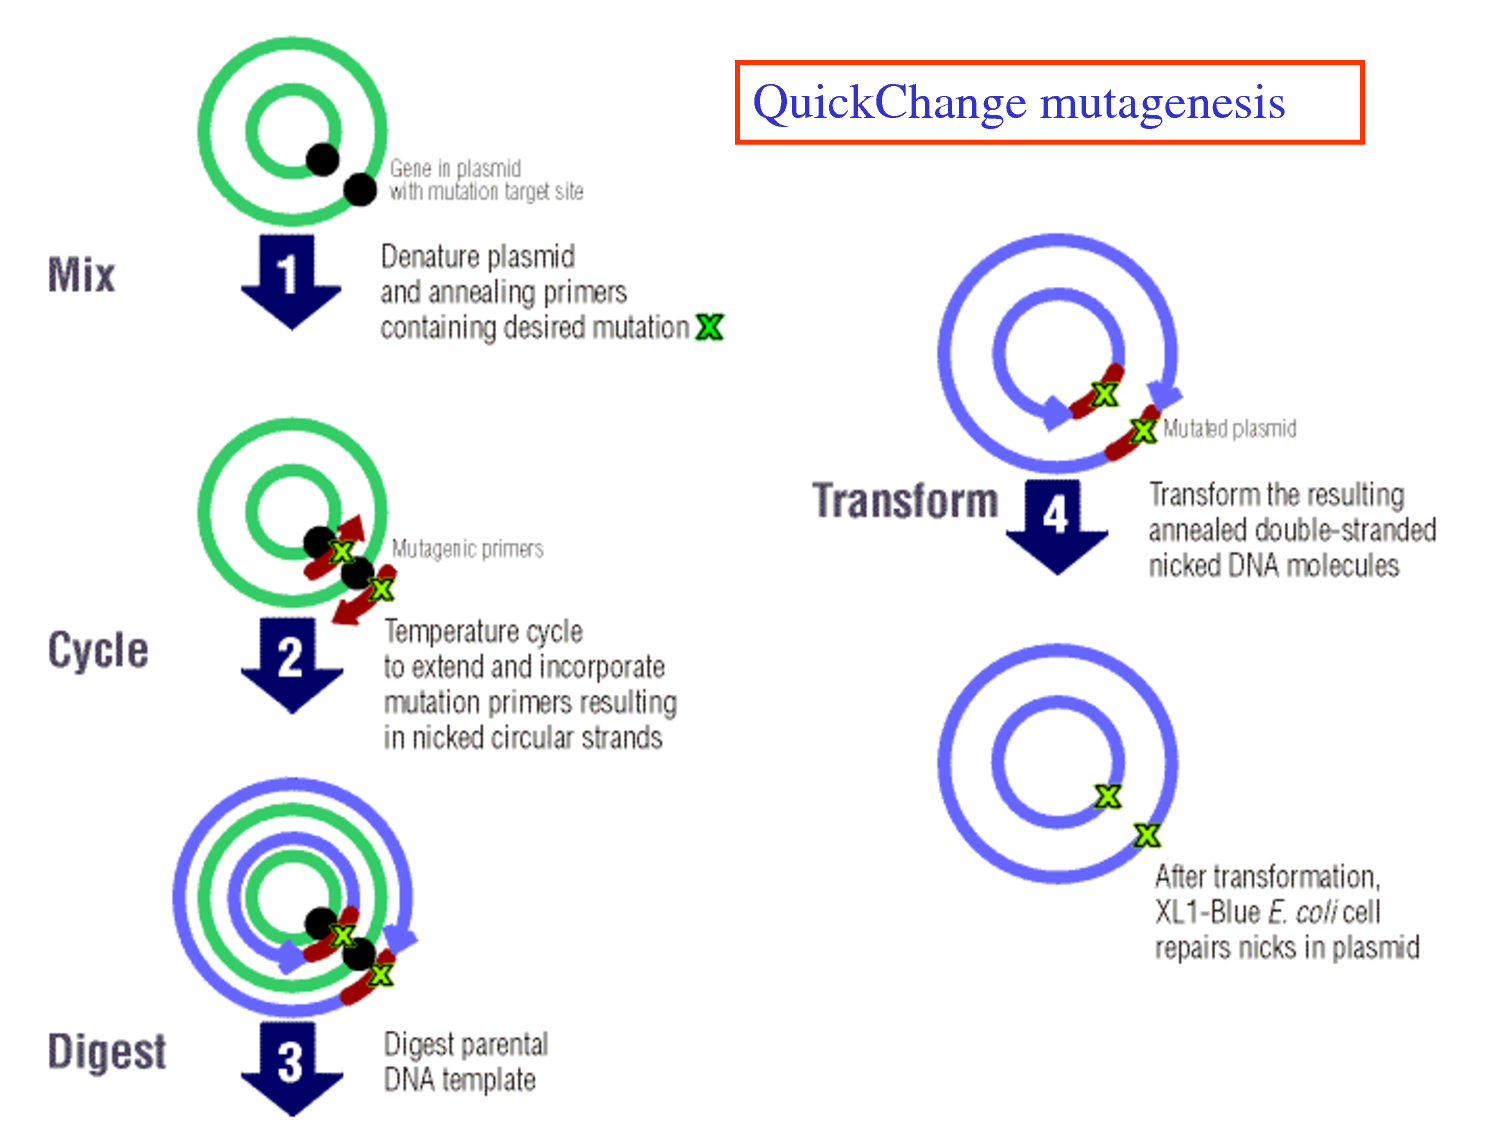 QuickChange mutagenesis
Gene in plasmid
with mutation target site
Mix
1
Denature plasmid
and annealing primers
containing desired mutation X
X
X
Mutagenic primers
Cycle
2
Temperature cycle
to extend and incorporate
mutation primers resulting
in nicked circular strands
X
X
Digest
3
Digest parental
DNA template
X
X
Mutated plasmid
Transform
4
Transform the resulting
annealed double-stranded
nicked DNA molecules
X
X
After transformation,
XL1-Blue E. coli cell
repairs nicks in plasmid